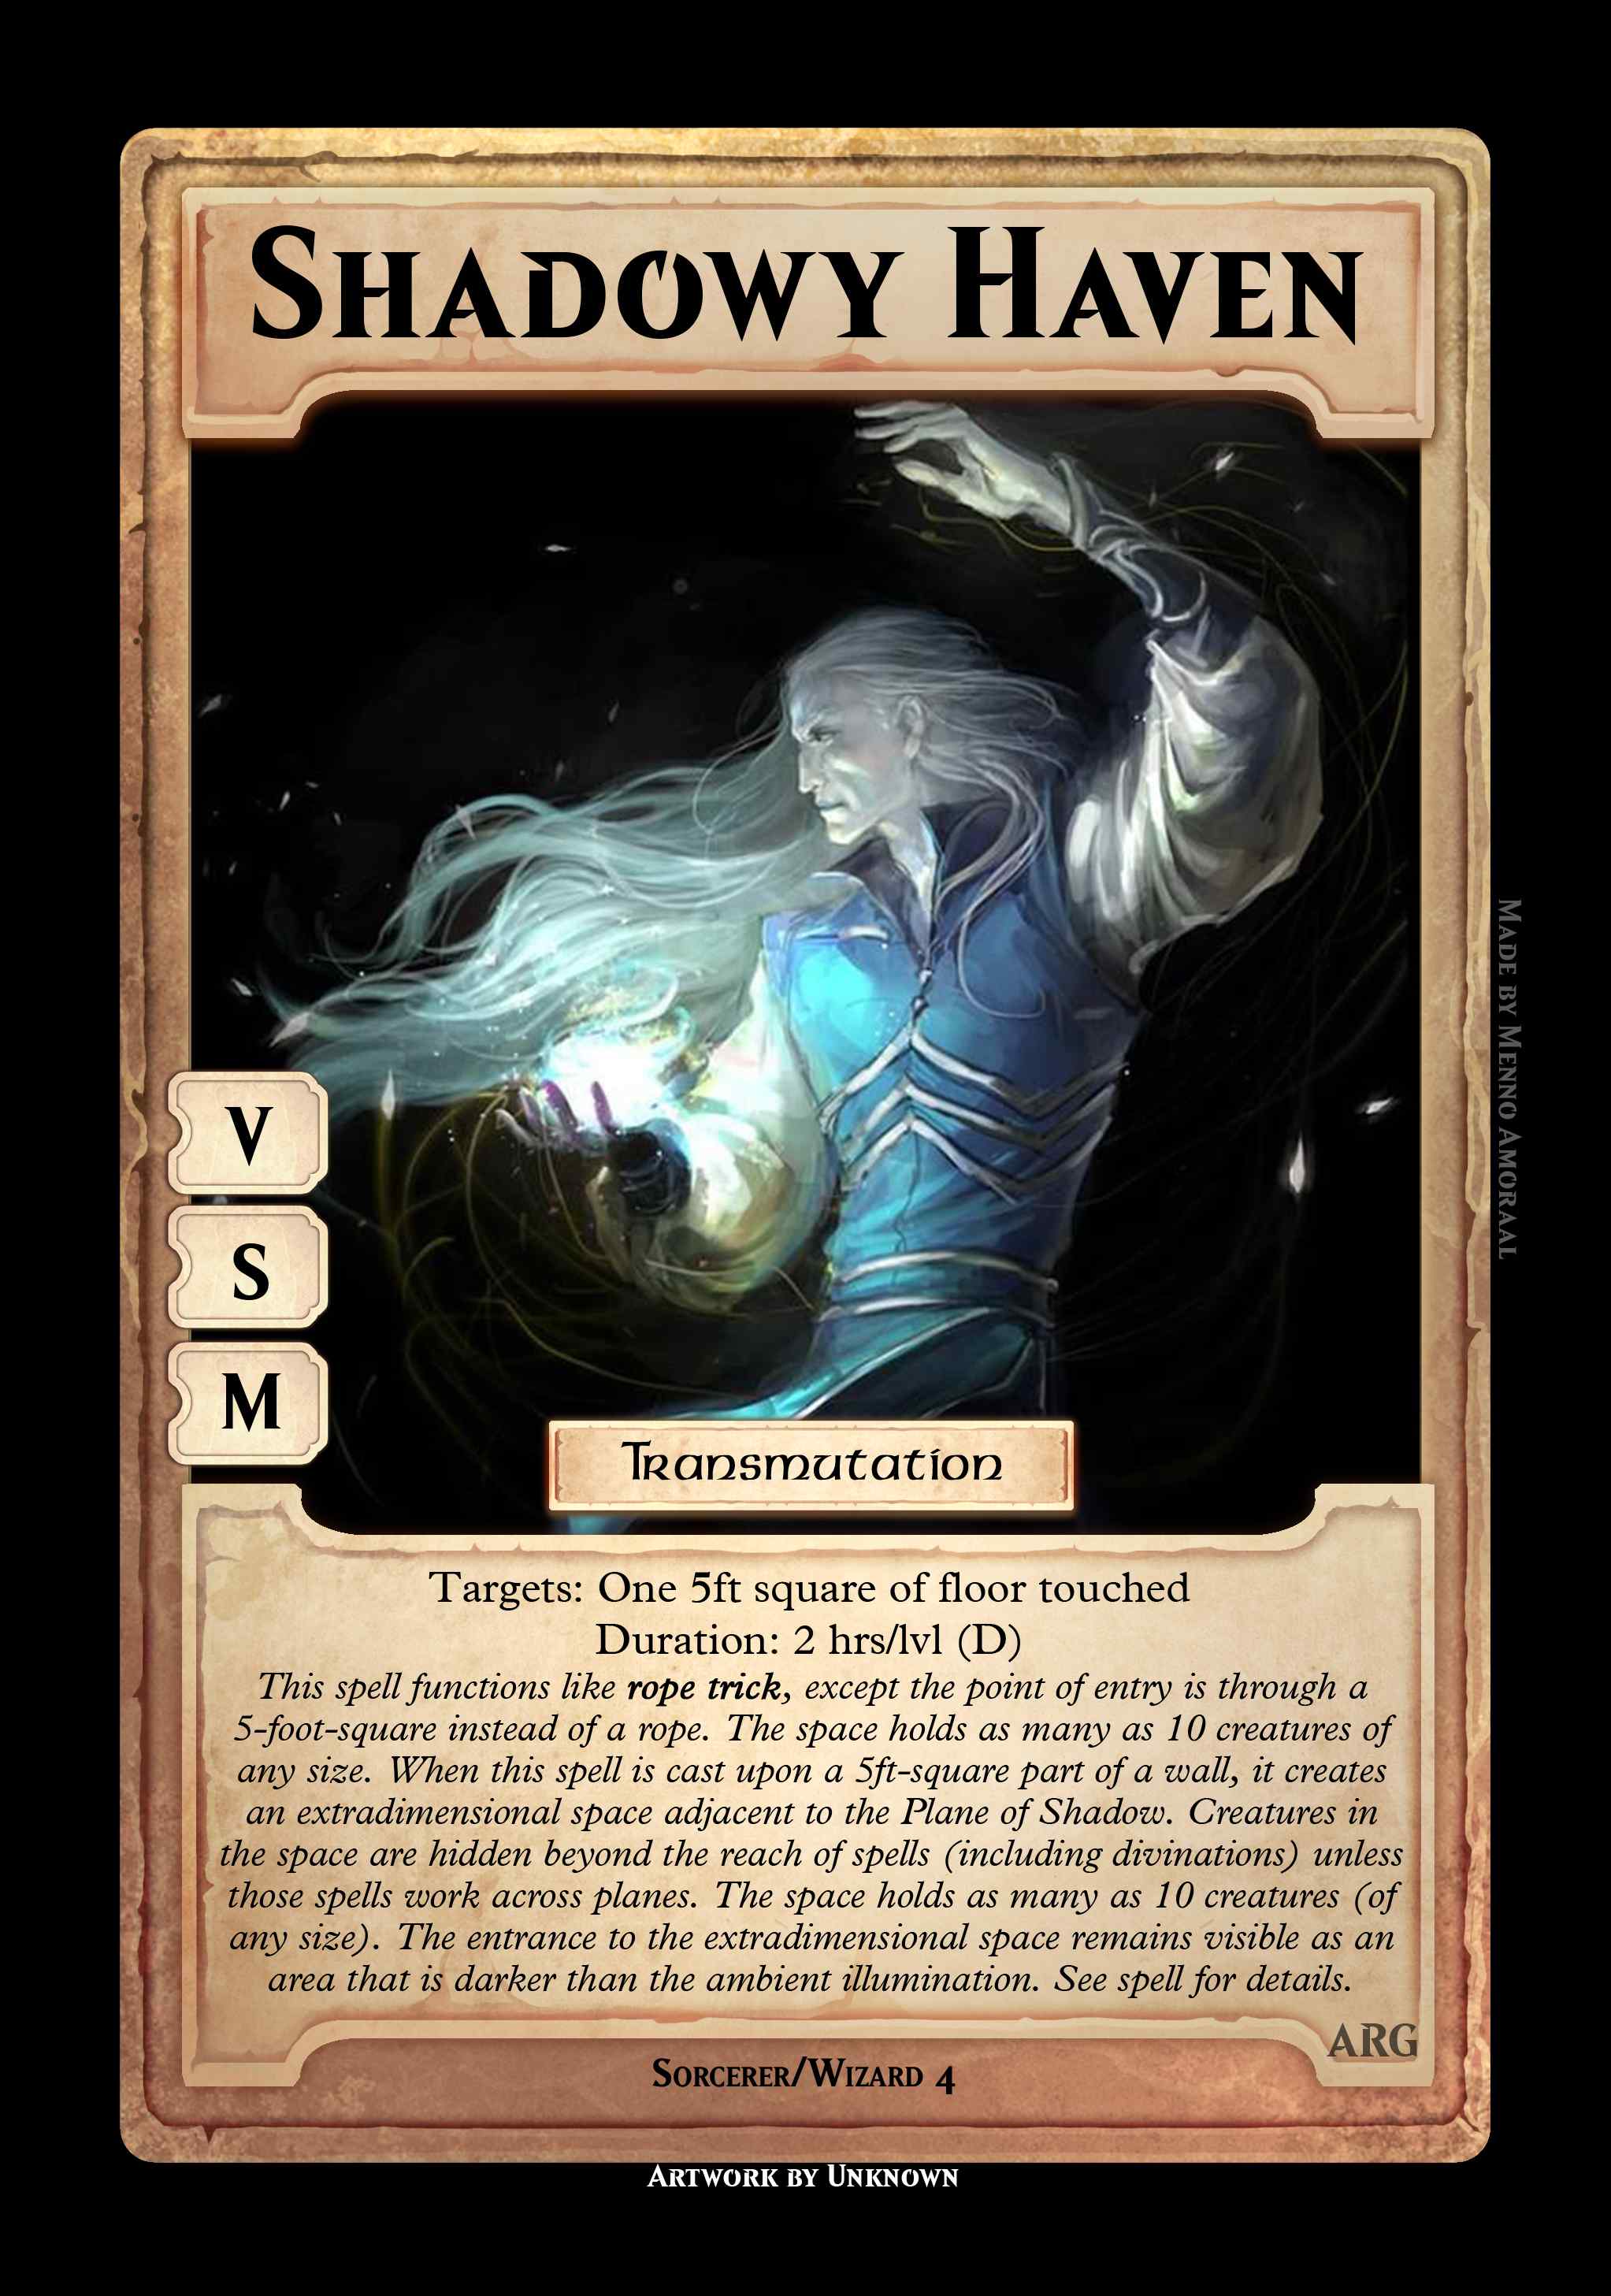 Shadowy Haven
V
S
M
Transmutation
Targets: One 5ft square of floor touched
Duration: 2 hrs/lvl (D)
This spell functions like rope trick, except the point of entry is through a
5-foot-square instead of a rope. The space holds as many as 10 creatures of
any size. When this spell is cast upon a 5ft-square part of a wall, it creates
an extradimensional space adjacent to the Plane of Shadow. Creatures in
the space are hidden beyond the reach of spells (including divinations) unless
those spells work across planes. The space holds as many as 10 creatures (of
any size). The entrance to the extradimensional space remains visible as an
area that is darker than the ambient illumination. See spell for details.
ARG
Sorcerer/Wizard 4
Artwork by Unknown
Made by Menno Amoraal